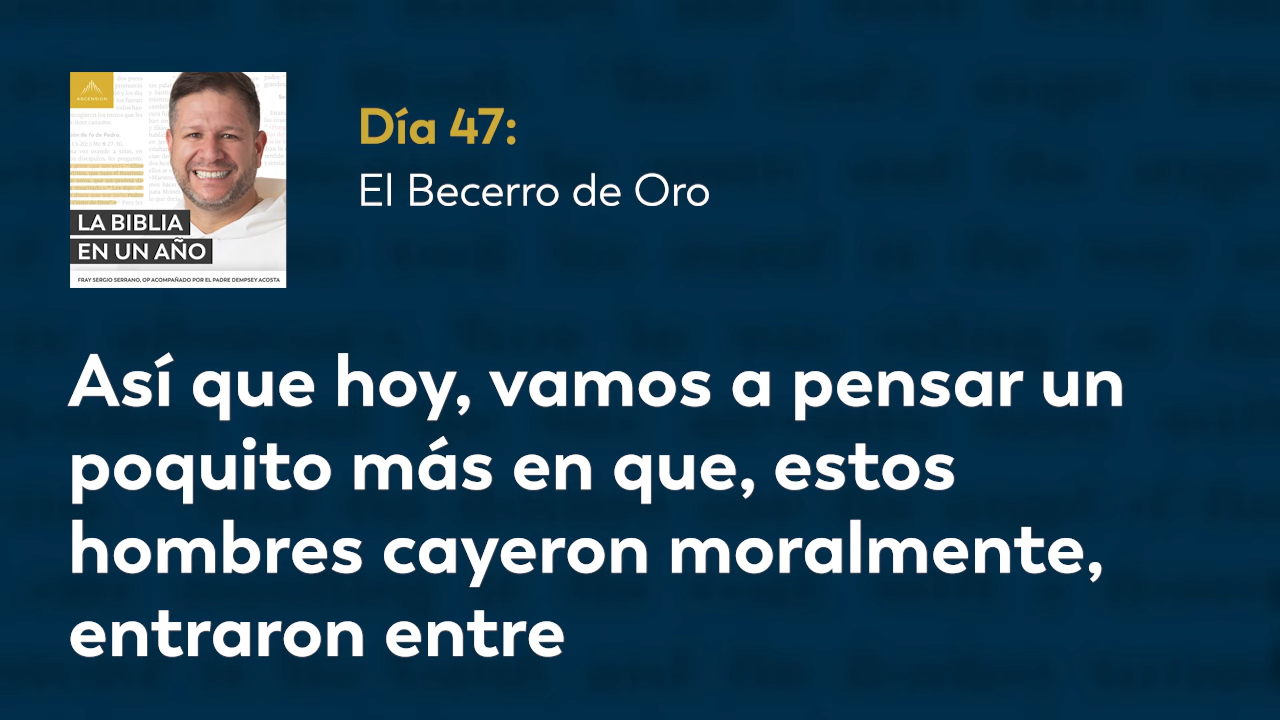 ASCENSION
LA BIBLIA
EN UN AÑO
FRAY SERGIO SERRANO, OP ACOMPAÑADO POR EL PADRE DEMPSEY ACOSTA
Día 47:
El Becerro de Oro
Así que hoy, vamos a pensar un
poquito más en que, estos
hombres cayeron moralmente,
entraron entre